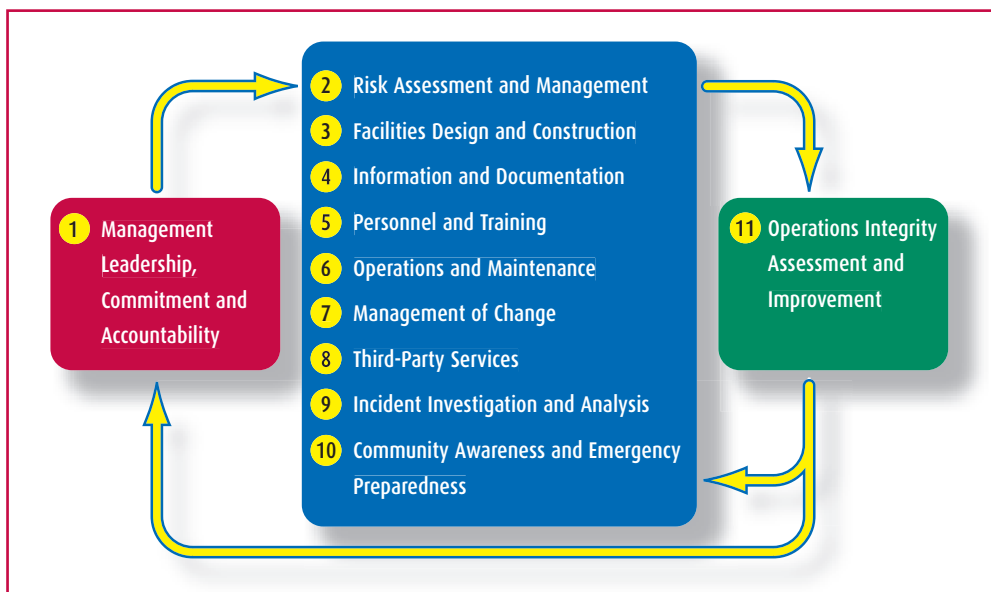 1 Management
Leadership,
Commitment and
Accountability
2 Risk Assessment and Management
3 Facilities Design and Construction
4 Information and Documentation
5 Personnel and Training
6 Operations and Maintenance
7 Management of Change
8 Third-Party Services
9 Incident Investigation and Analysis
10 Community Awareness and Emergency
Preparedness
11 Operations Integrity
Assessment and
Improvement